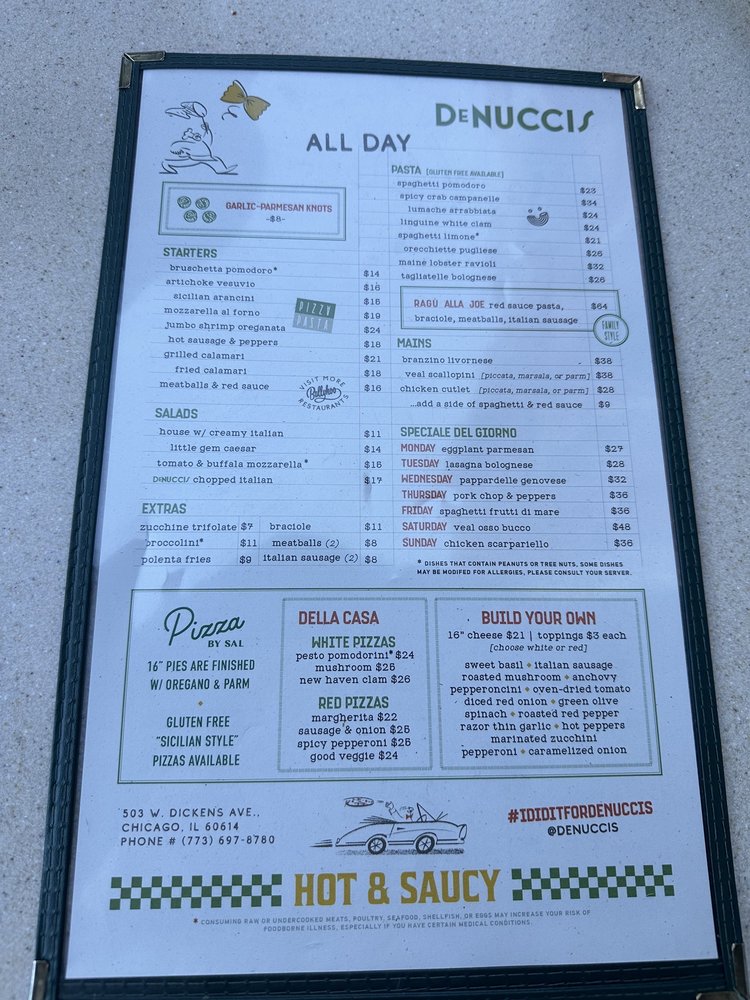 DENUCCIS
ALL DAY
GARLIC-PARMESAN KNOTS
-$8-
STARTERS
bruschetta pomodoro* $14
artichoke vesuvio $16
sicilian arancini $18
mozzarella al forno $19
jumbo shrimp oreganata $24
hot sausage & peppers $18
grilled calamari $21
fried calamari $18
meatballs & red sauce $16
PIZZY
PASTA
VISIT MORE
Ballyhoo
RESTAURANTS
SALADS
house w/ creamy italian $11
little gem caesar $14
tomato & buffala mozzarella* $18
DENUCCIS chopped italian $17
EXTRAS
zucchine trifolate $7 braciole $11
broccolini* $11 meatballs (2) $8
polenta fries $9 italian sausage (2) $8
PASTA (GLUTEN FREE AVAILABLE)
spaghetti pomodoro $23
spicy crab campanelle $34
lumache arrabbiata $24
linguine white clam $24
spaghetti limone* $21
orecchiette pugliese $26
maine lobster ravioli $32
tagliatelle bolognese $26
RAGÙ ALLA JOE red sauce pasta, $64
braciole, meatballs, italian sausage
FAMILY
STYLE
MAINS
branzino livornese $38
veal scallopini [piccata, marsala, or parm] $38
chicken cutlet [piccata, marsala, or parm] $28
...add a side of spaghetti & red sauce $9
SPECIALE DEL GIORNO
MONDAY eggplant parmesan $27
TUESDAY lasagna bolognese $28
WEDNESDAY pappardelle genovese $32
THURSDAY pork chop & peppers $36
FRIDAY spaghetti frutti di mare $36
SATURDAY veal osso bucco $48
SUNDAY chicken scarpariello $36
* DISHES THAT CONTAIN PEANUTS OR TREE NUTS, SOME DISHES
MAY BE MODIFED FOR ALLERGIES, PLEASE CONSULT YOUR SERVER.
Pizza
BY SAL
16" PIES ARE FINISHED
W/ OREGANO & PARM
GLUTEN FREE
"SICILIAN STYLE"
PIZZAS AVAILABLE
DELLA CASA
WHITE PIZZAS
pesto pomodorini* $24
mushroom $25
new haven clam $26
RED PIZZAS
margherita $22
sausage & onion $25
spicy pepperoni $25
good veggie $24
BUILD YOUR OWN
16" cheese $21 | toppings $3 each
[choose white or red]
sweet basil • italian sausage
roasted mushroom • anchovy
pepperoncini • oven-dried tomato
diced red onion • green olive
spinach • roasted red pepper
razor thin garlic • hot peppers
marinated zucchini
pepperoni • caramelized onion
503 W. DICKENS AVE.,
CHICAGO, IL 60614
PHONE # (773) 697-8780
#IDIDITFORDENUCCIS
@DENUCCIS
HOT & SAUCY
* CONSUMING RAW OR UNDERCOOKED MEATS, POULTRY, SEAFOOD, SHELLFISH, OR EGGS MAY INCREASE YOUR RISK OF
FOODBORNE ILLNESS, ESPECIALLY IF YOU HAVE CERTAIN MEDICAL CONDITIONS